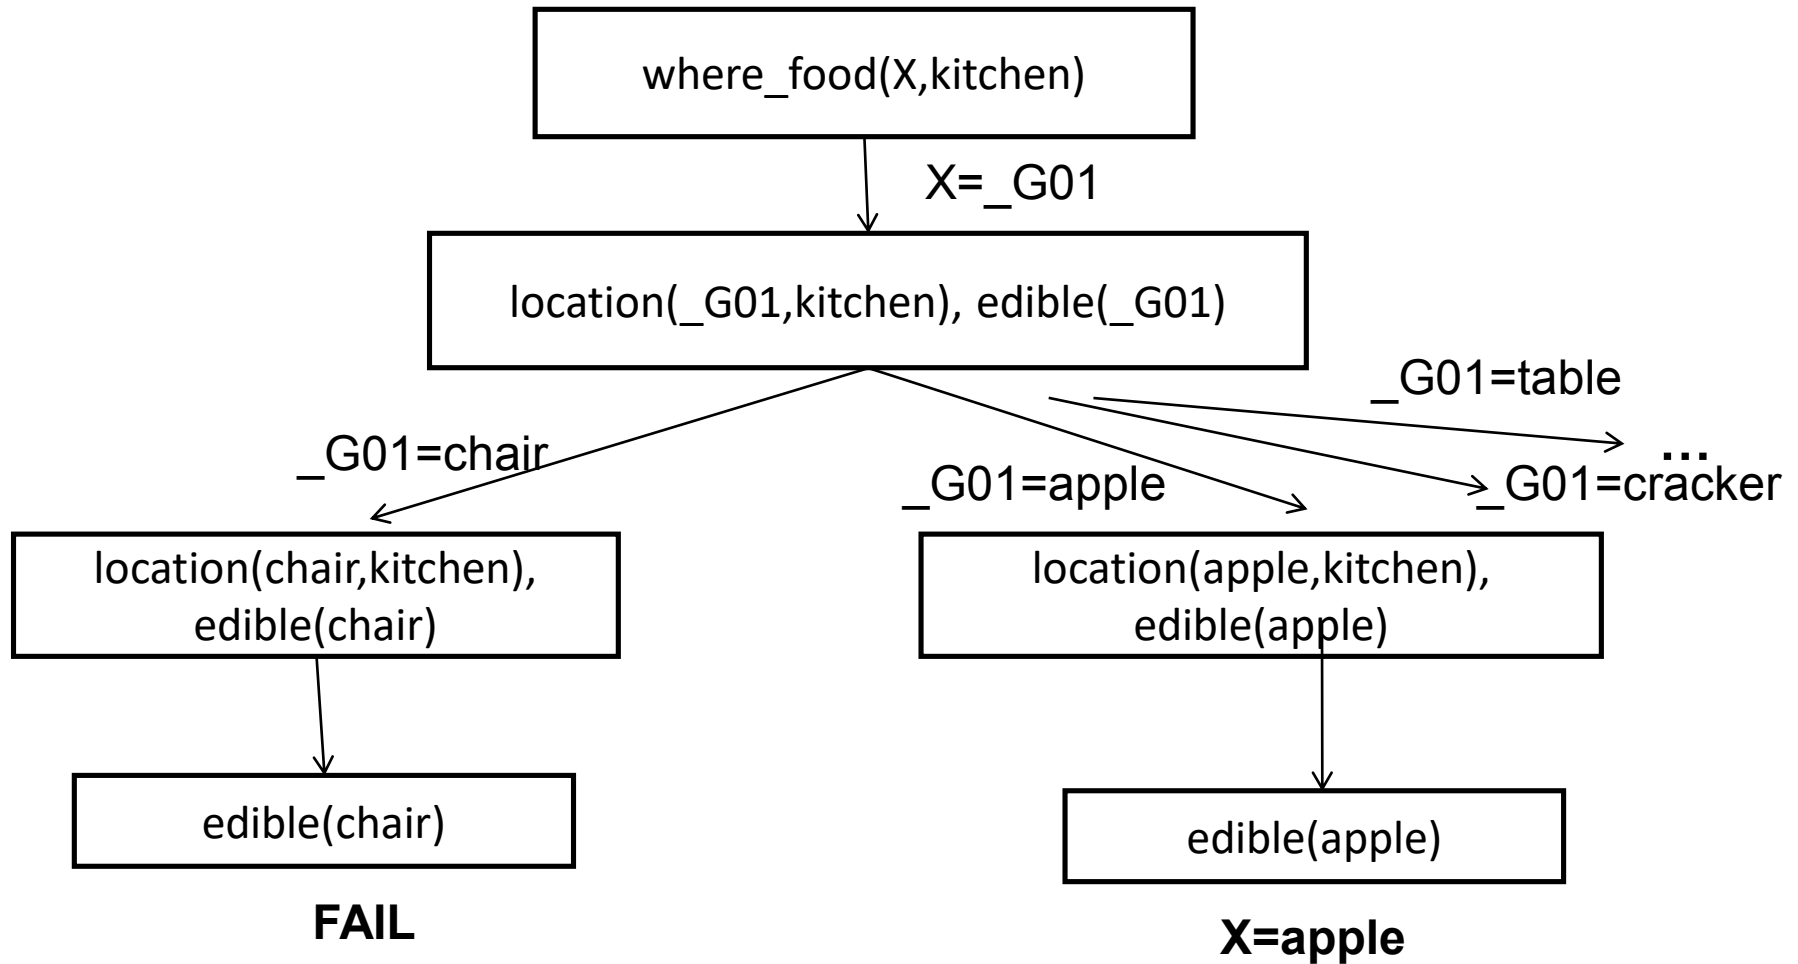 where_food(X,kitchen)
X=_G01
location(_G01,kitchen), edible(_G01)
_G01=table
_G01=chair
...
_G01=apple
_G01=cracker
location(chair,kitchen),
edible(chair)
location(apple,kitchen),
edible(apple)
edible(chair)
edible(apple)
FAIL
X=apple